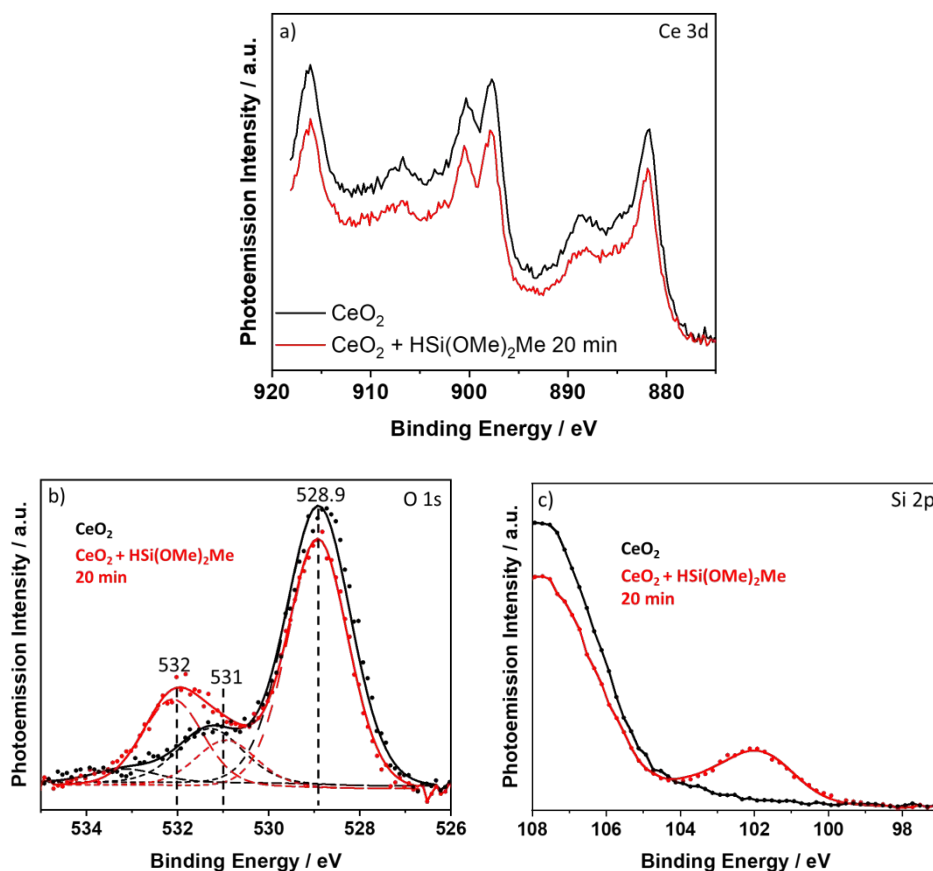 a)
Ce 3d
Photoemission Intensity / a.u.
CeO₂
CeO₂ + HSi(OMe)₂Me 20 min
920 910 900 890 880
Binding Energy / eV
b)
528.9
O 1s
CeO₂
CeO₂ + HSi(OMe)₂Me
20 min
532
531
Photoemission Intensity / a.u.
534 532 530 528 526
Binding Energy / eV
c)
Si 2p
CeO₂
CeO₂ + HSi(OMe)₂Me
20 min
Photoemission Intensity / a.u.
108 106 104 102 100 98
Binding Energy / eV